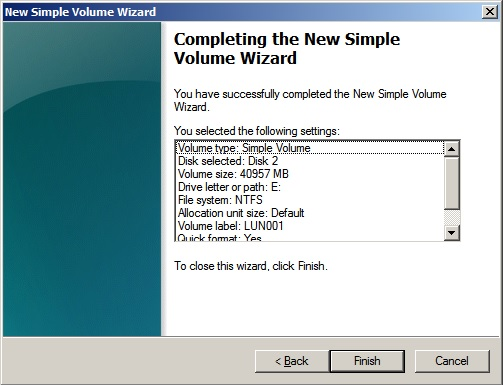 New Simple Volume Wizard
Completing the New Simple
Volume Wizard
You have successfully completed the New Simple Volume
Wizard.
You selected the following settings:
Volume type: Simple Volume
Disk selected: Disk 2
Volume size: 40957 MB
Drive letter or path: E:
File system: NTFS
Allocation unit size: Default
Volume label: LUN001
Quick format: Yes
To close this wizard, click Finish.
< Back
Finish
Cancel